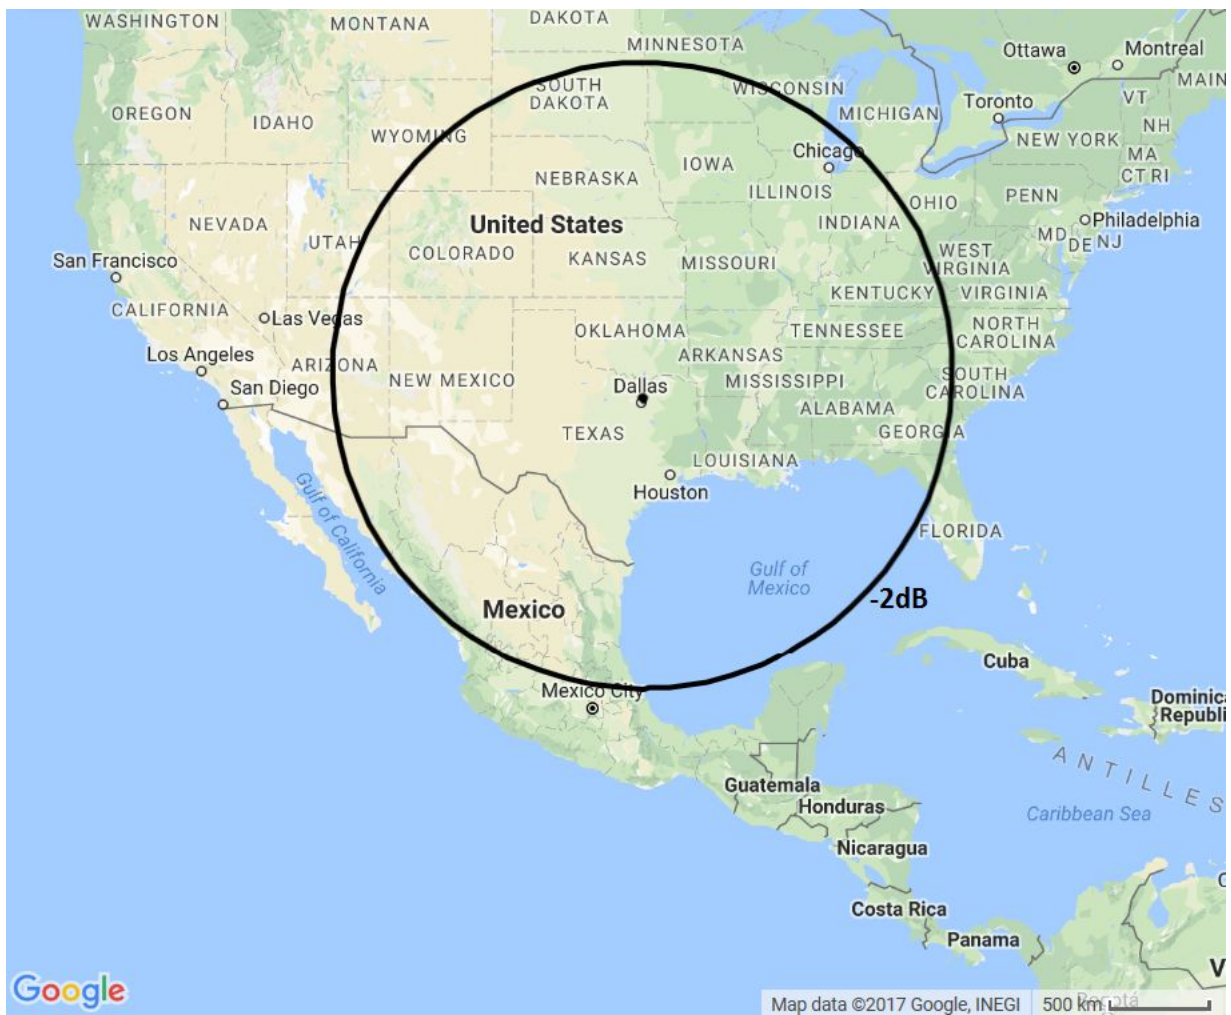 WASHINGTON
MONTANA
DAKOTA
MINNESOTA
Ottawa
Montreal
MAIN
OREGON
IDAHO
WYOMING
SOUTH
DAKOTA
WISCONSIN
MICHIGAN
Toronto
VT
NH
NEW YORK
MA
CT RI
IOWA
Chicago
NEBRASKA
ILLINOIS
INDIANA
OHIO
PENN
NEVADA
UTAH
United States
COLORADO
KANSAS
MISSOURI
WEST
VIRGINIA
MD
DE
NJ
Philadelphia
San Francisco
CALIFORNIA
Las Vegas
KENTUCKY
VIRGINIA
OKLAHOMA
TENNESSEE
NORTH
CAROLINA
Los Angeles
ARIZONA
NEW MEXICO
ARKANSAS
San Diego
Dallas
MISSISSIPPI
SOUTH
CAROLINA
ALABAMA
TEXAS
GEORGIA
LOUISIANA
Houston
Gulf of California
FLORIDA
Gulf of
Mexico
-2dB
Mexico
Cuba
Mexico City
Dominica
Republi
ANTILLES
Guatemala
Honduras
Caribbean Sea
Nicaragua
Costa Rica
Panama
V
Google
Map data ©2017 Google, INEGI
500 km